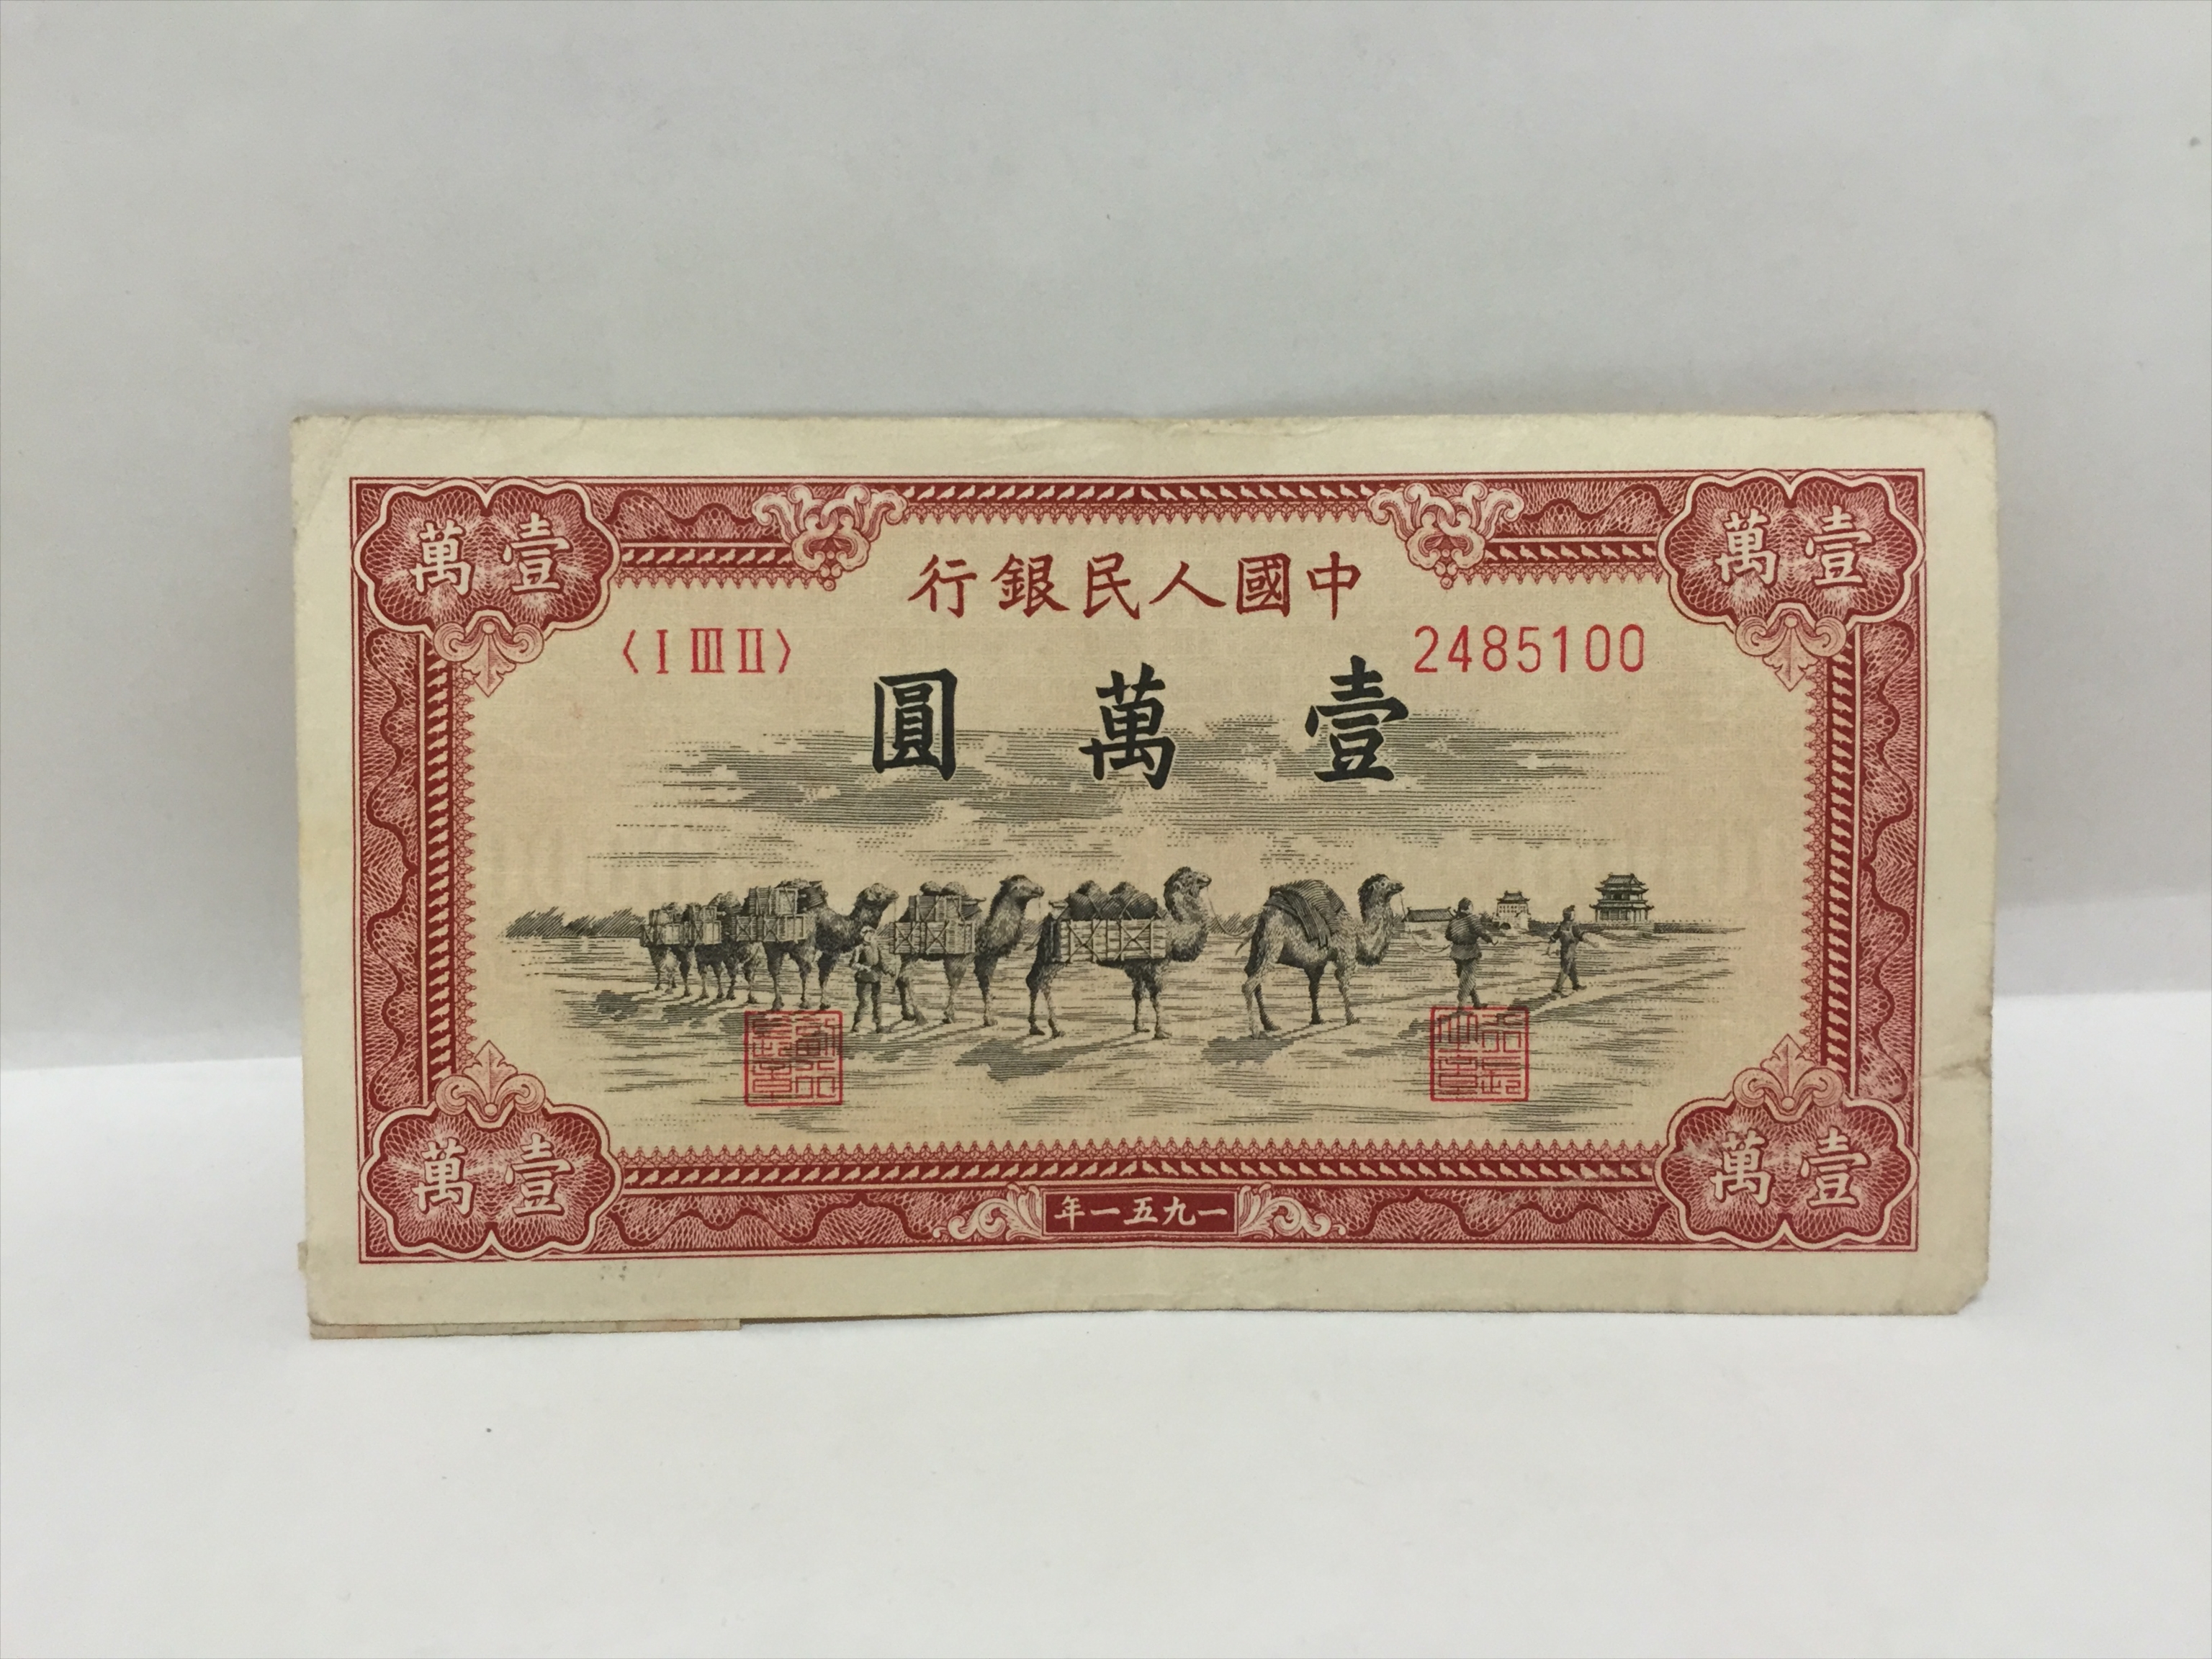 壹萬
壹萬
中國人民銀行
〈I III II〉
2485100
壹萬圓
壹萬
一九五一年
壹萬